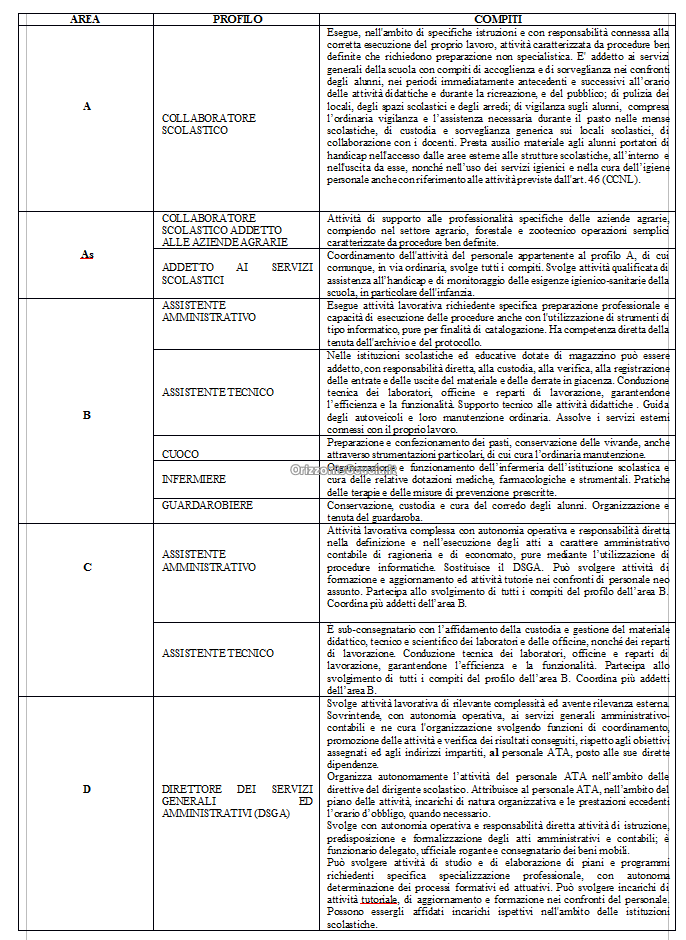 AREA PROFILO COMPITI
A
COLLABORATORE
SCOLASTICO
Esegue, nell'ambito di specifiche istruzioni e con responsabilità connessa alla
corretta esecuzione del proprio lavoro, attività caratterizzata da procedure ben
definite che richiedono preparazione non specialistica. E' addetto ai servizi
generali della scuola con compiti di accoglienza e di sorveglianza nei confronti
degli alunni, nei periodi immediatamente antecedenti e successivi all'orario
delle attività didattiche e durante la ricreazione, e del pubblico; di pulizia dei
locali, degli spazi scolastici e degli arredi; di vigilanza sugli alunni, compresa
l'ordinaria vigilanza e l'assistenza necessaria durante il pasto nelle mense
scolastiche, di custodia e sorveglianza generica sui locali scolastici, di
collaborazione con i docenti. Presta ausilio materiale agli alunni portatori di
handicap nell'accesso dalle aree esterne alle strutture scolastiche, all'interno e
nell'uscita da esse, nonché nell'uso dei servizi igienici e nella cura dell'igiene
personale anche con riferimento alle attività previste dall'art. 46 (CCNL).
As
COLLABORATORE
SCOLASTICO ADDETTO
ALLE AZIENDE AGRARIE
Attività di supporto alle professionalità specifiche delle aziende agrarie,
compiendo nel settore agrario, forestale e zootecnico operazioni semplici
caratterizzate da procedure ben definite.
ADDETTO AI SERVIZI
SCOLASTICI
Coordinamento dell'attività del personale appartenente al profilo A, di cui
comunque, in via ordinaria, svolge tutti i compiti. Svolge attività qualificata di
assistenza all'handicap e di monitoraggio delle esigenze igienico-sanitarie della
scuola, in particolare dell'infanzia.
B
ASSISTENTE
AMMINISTRATIVO
Esegue attività lavorativa richiedente specifica preparazione professionale e
capacità di esecuzione delle procedure anche con l'utilizzazione di strumenti di
tipo informatico, pure per finalità di catalogazione. Ha competenza diretta della
tenuta dell'archivio e del protocollo.
ASSISTENTE TECNICO
Nelle istituzioni scolastiche ed educative dotate di magazzino può essere
addetto, con responsabilità diretta, alla custodia, alla verifica, alla registrazione
delle entrate e delle uscite del materiale e delle derrate in giacenza. Conduzione
tecnica dei laboratori, officine e reparti di lavorazione, garantendone
l'efficienza e la funzionalità. Supporto tecnico alle attività didattiche . Guida
degli autoveicoli e loro manutenzione ordinaria. Assolve i servizi esterni
connessi con il proprio lavoro.
CUOCO
Preparazione e confezionamento dei pasti, conservazione delle vivande, anche
attraverso strumentazioni particolari, di cui cura l'ordinaria manutenzione.
INFERMIERE
Organizzazione e funzionamento dell'infermeria dell'istituzione scolastica e
cura delle relative dotazioni mediche, farmacologiche e strumentali. Pratiche
delle terapie e delle misure di prevenzione prescritte.
GUARDAROBIERE
Conservazione, custodia e cura del corredo degli alunni. Organizzazione e
tenuta del guardaroba.
C
ASSISTENTE
AMMINISTRATIVO
Attività lavorativa complessa con autonomia operativa e responsabilità diretta
nella definizione e nell'esecuzione degli atti a carattere amministrativo
contabile di ragioneria e di economato, pure mediante l'utilizzazione di
procedure informatiche. Sostituisce il DSGA. Può svolgere attività di
formazione e aggiornamento ed attività tutorie nei confronti di personale neo
assunto. Partecipa allo svolgimento di tutti i compiti del profilo dell'area B.
Coordina più addetti dell'area B.
ASSISTENTE TECNICO
È sub-consegnatario con l'affidamento della custodia e gestione del materiale
didattico, tecnico e scientifico dei laboratori e delle officine, nonché dei reparti
di lavorazione. Conduzione tecnica dei laboratori, officine e reparti di
lavorazione, garantendone l'efficienza e la funzionalità. Partecipa allo
svolgimento di tutti i compiti del profilo dell'area B. Coordina più addetti
dell'area B.
D
DIRETTORE DEI SERVIZI
GENERALI ED
AMMINISTRATIVI (DSGA)
Svolge attività lavorativa di rilevante complessità ed avente rilevanza esterna.
Sovrintende, con autonomia operativa, ai servizi generali amministrativo-
contabili e ne cura l'organizzazione svolgendo funzioni di coordinamento,
promozione delle attività e verifica dei risultati conseguiti, rispetto agli obiettivi
assegnati ed agli indirizzi impartiti, al personale ATA, posto alle sue dirette
dipendenze.
Organizza autonomamente l'attività del personale ATA nell'ambito delle
direttive del dirigente scolastico. Attribuisce al personale ATA, nell'ambito del
piano delle attività, incarichi di natura organizzativa e le prestazioni eccedenti
l'orario d'obbligo, quando necessario.
Svolge con autonomia operativa e responsabilità diretta attività di istruzione,
predisposizione e formalizzazione degli atti amministrativi e contabili; è
funzionario delegato, ufficiale rogante e consegnatario dei beni mobili.
Può svolgere attività di studio e di elaborazione di piani e programmi
richiedenti specifica specializzazione professionale, con autonoma
determinazione dei processi formativi ed attuativi. Può svolgere incarichi di
attività tutoriale, di aggiornamento e formazione nei confronti del personale.
Possono essergli affidati incarichi ispettivi nell'ambito delle istituzioni
scolastiche.